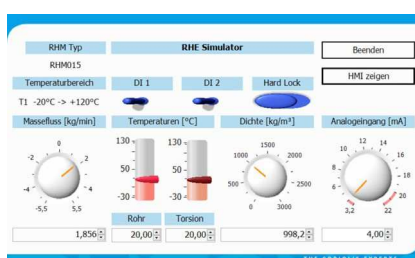 RHM Typ
RHE Simulator
Beenden
RHM015
HMI zeigen
Temperaturbereich
DI 1
DI 2
Hard Lock
T1 -20°C -> +120°C
Massefluss [kg/min]
Temperaturen [°C]
Dichte [kg/m³]
Analogeingang [mA]
0
-2
2
-4
4
-5,5
5,5
130
50
-30
130
50
-30
1500
1000
2000
500
2500
0
3000
12
14
10
16
8
18
6
20
3,2
22
Rohr
Torsion
1,856
20,00
20,00
998,2
4,00